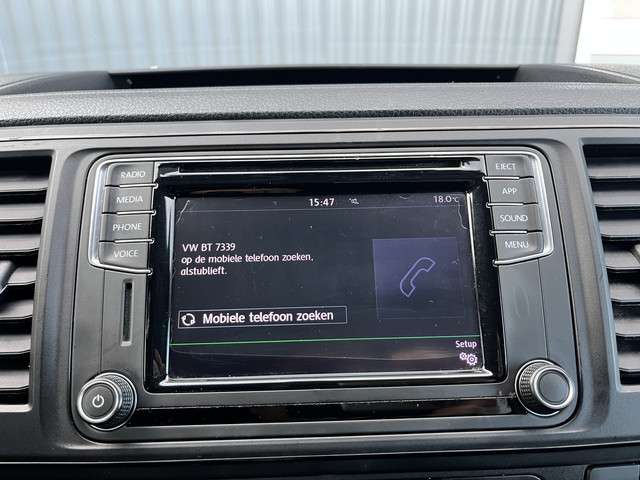 RADIO
MEDIA
PHONE
VOICE
EJECT
APP
SOUND
MENU
15:47
18.0°C
VW BT 7339
op de mobiele telefoon zoeken,
alstublieft.
Mobiele telefoon zoeken
Setup